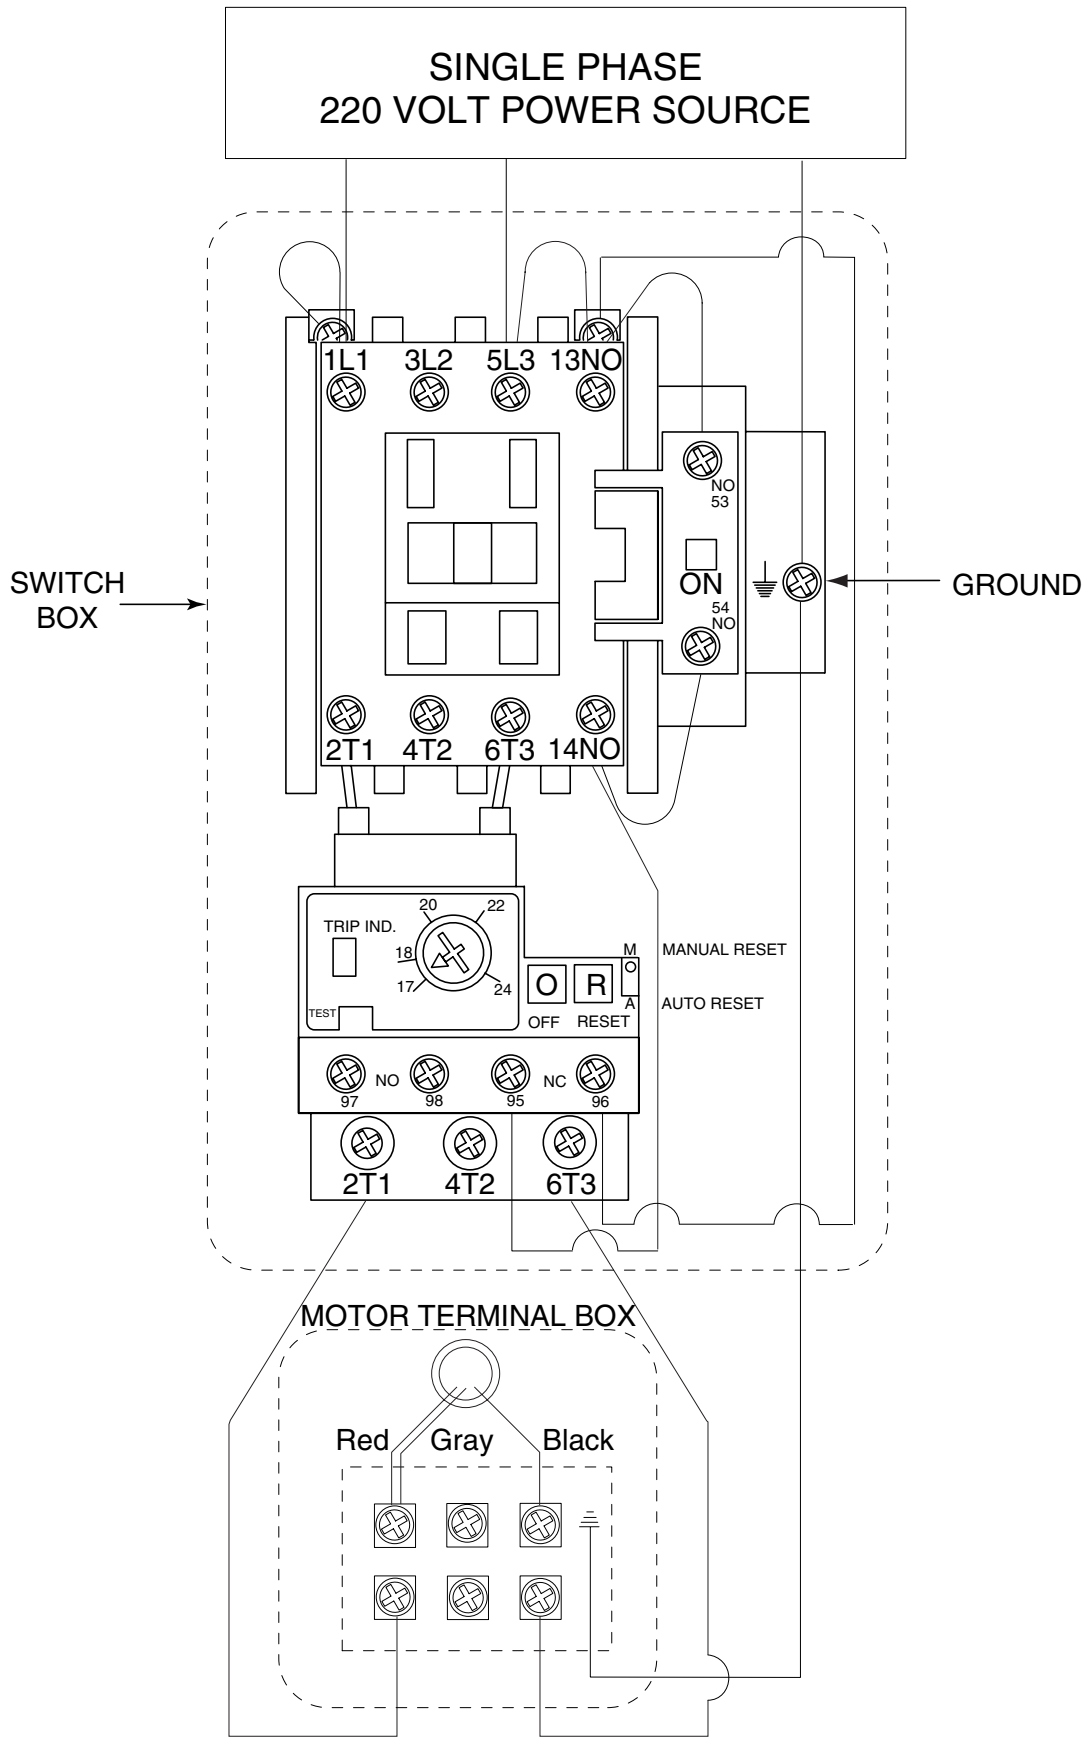 SINGLE PHASE
220 VOLT POWER SOURCE
1L1 3L2 5L3 13NO
NO
53
SWITCH
BOX
ON
GROUND
54
NO
2T1 4T2 6T3 14NO
20 22
TRIP IND.
18
17 24
TEST
M MANUAL RESET
O R
A AUTO RESET
OFF RESET
NO NC
97 98 95 96
2T1 4T2 6T3
MOTOR TERMINAL BOX
Red Gray Black